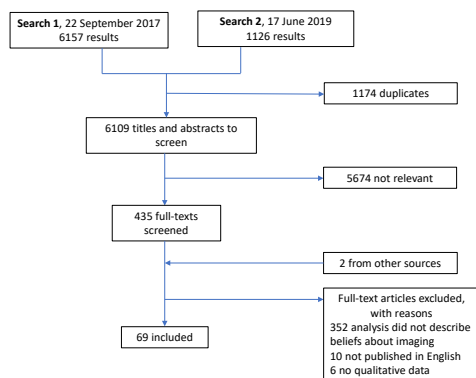 Search 1, 22 September 2017
6157 results
Search 2, 17 June 2019
1126 results
1174 duplicates
6109 titles and abstracts to
screen
5674 not relevant
435 full-texts
screened
2 from other sources
Full-text articles excluded,
with reasons
352 analysis did not describe
beliefs about imaging
10 not published in English
6 no qualitative data
69 included